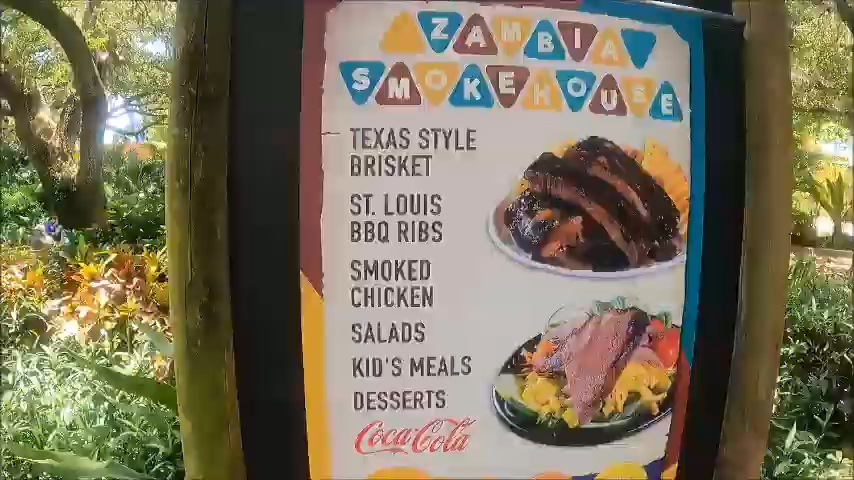 ZAMBIA
SMOKEHOUSE
TEXAS STYLE
BRISKET
ST. LOUIS
BBQ RIBS
SMOKED
CHICKEN
SALADS
KID'S MEALS
DESSERTS
Coca-Cola